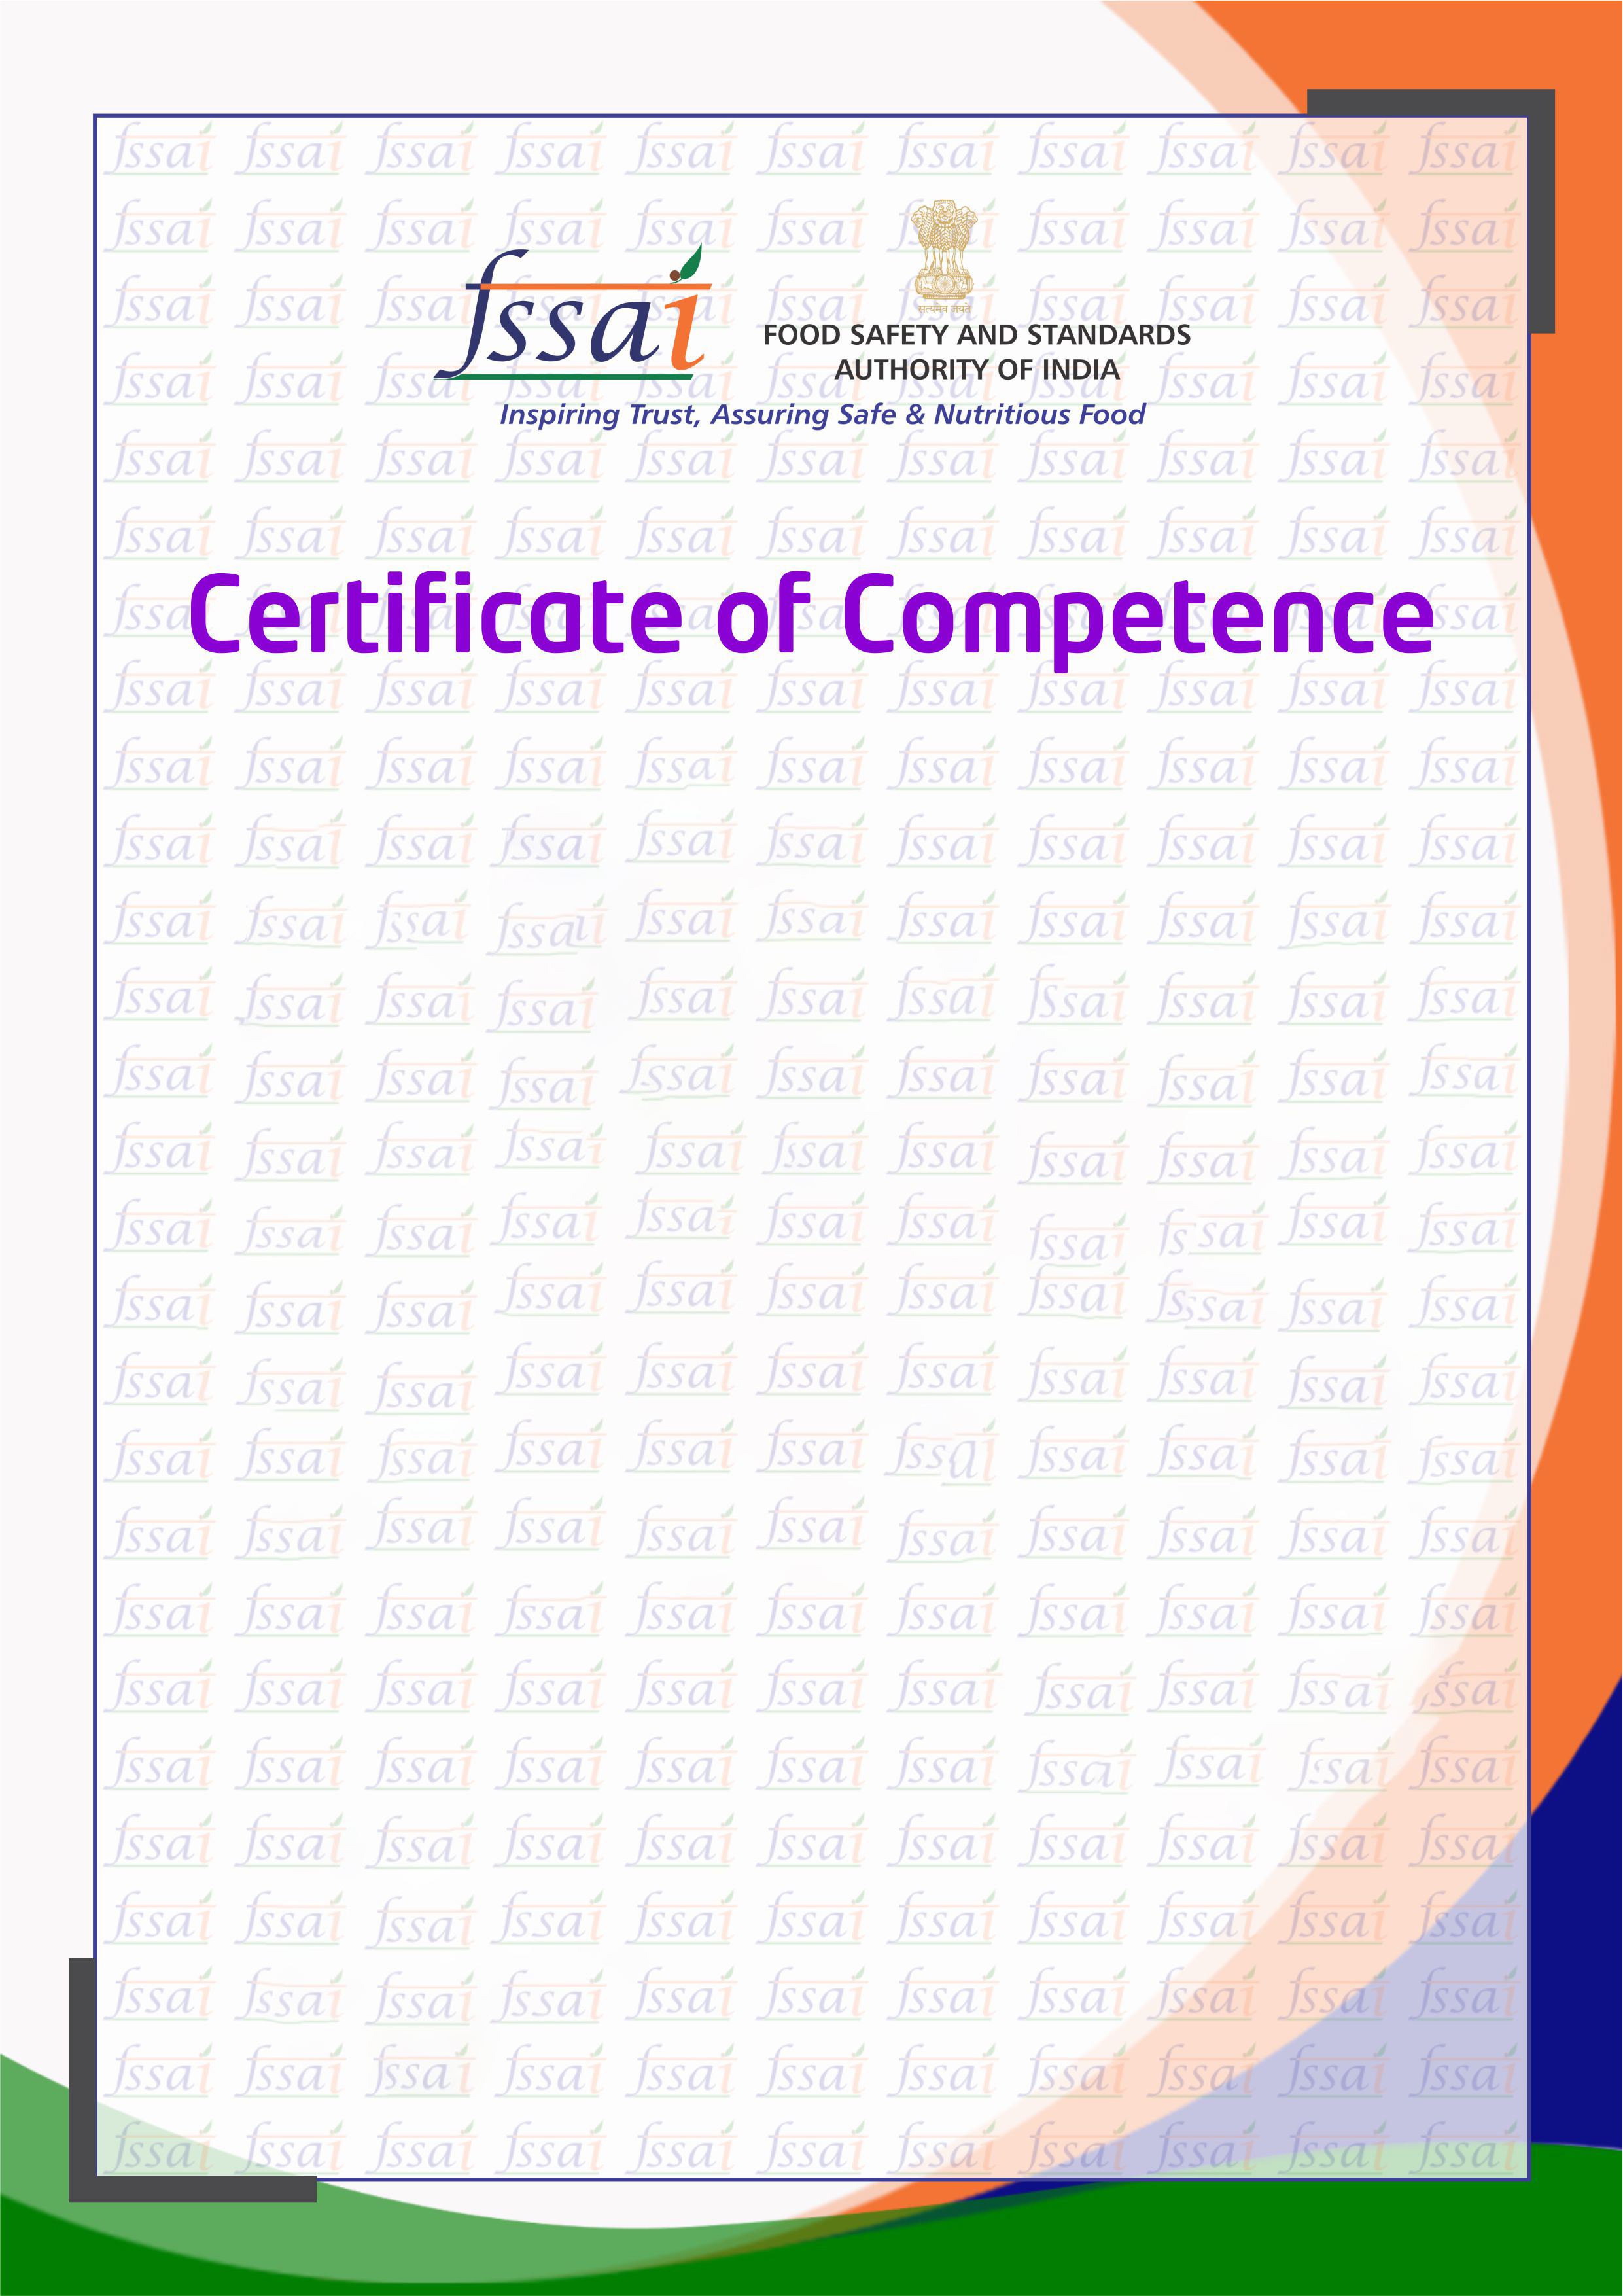 fssai
सत्यमेव जयते
FOOD SAFETY AND STANDARDS
AUTHORITY OF INDIA
Inspiring Trust, Assuring Safe & Nutritious Food
Certificate of Competence